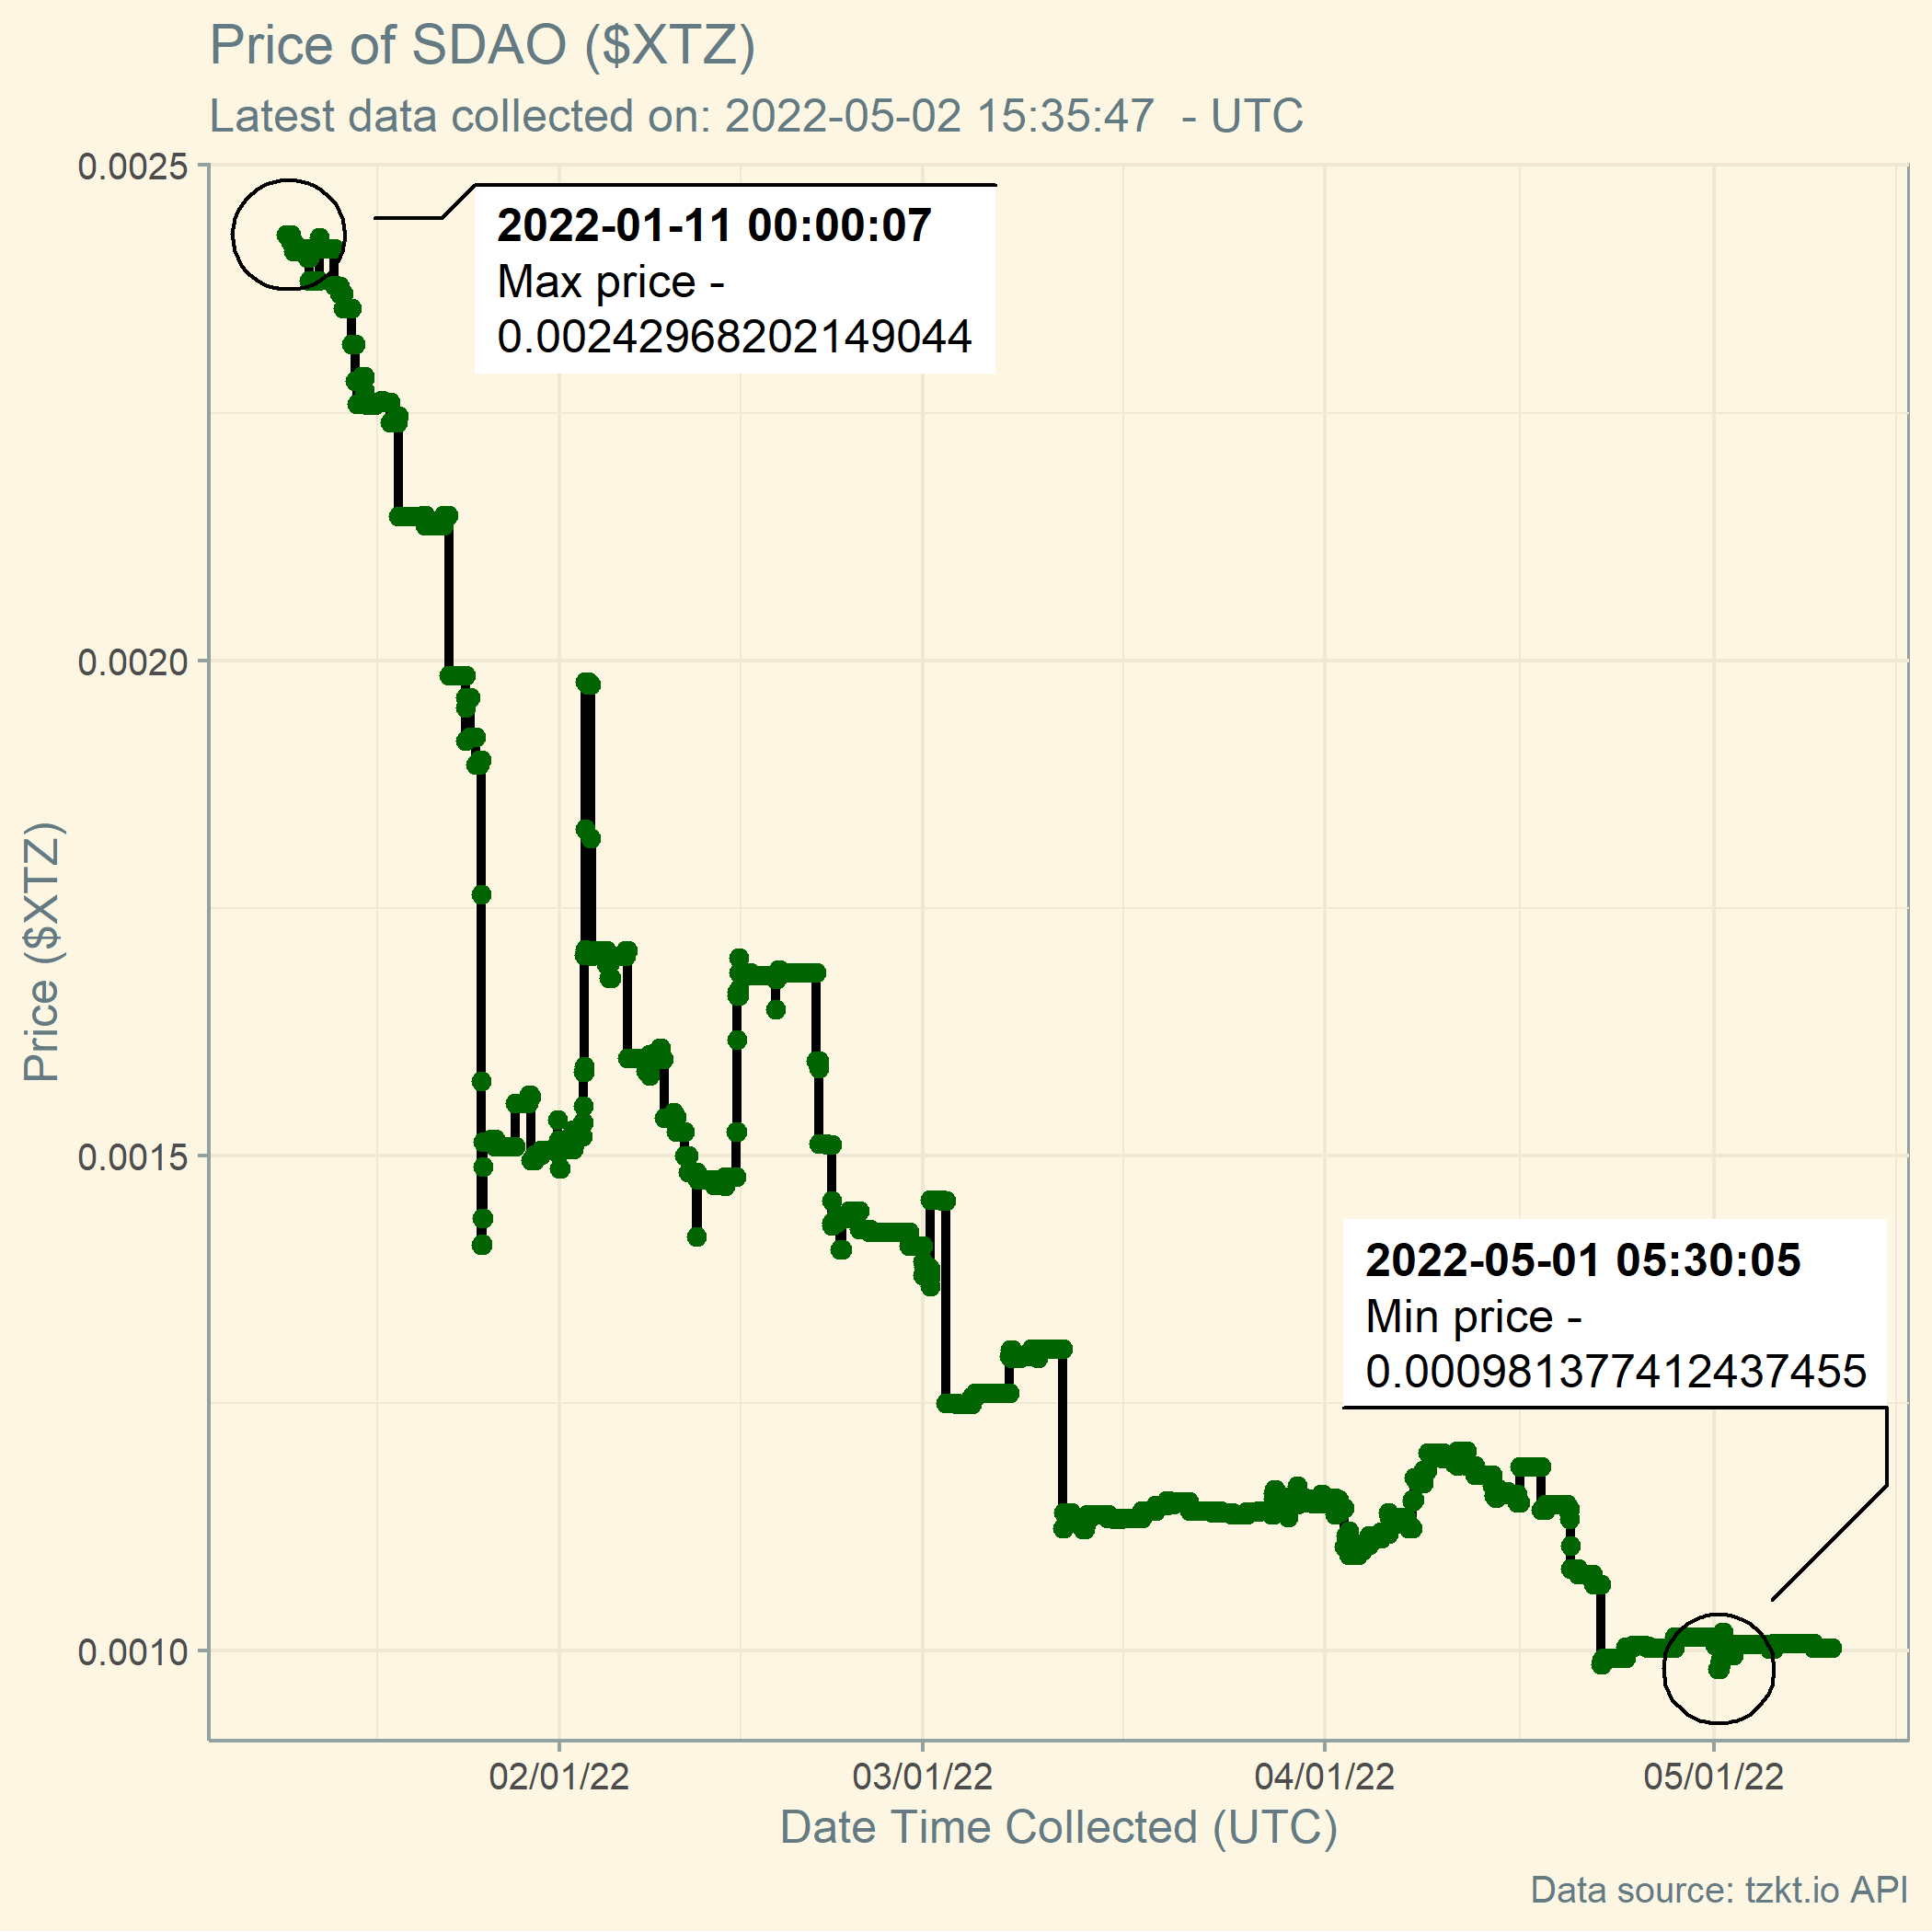 Price of SDAO ($XTZ)
Latest data collected on: 2022-05-02 15:35:47  - UTC
0.0025
2022-01-11 00:00:07
Max price -
0.00242968202149044
0.0020
Price ($XTZ)
0.0015
2022-05-01 05:30:05
Min price -
0.000981377412437455
0.0010
02/01/22
03/01/22
04/01/22
05/01/22
Date Time Collected (UTC)
Data source: tzkt.io API